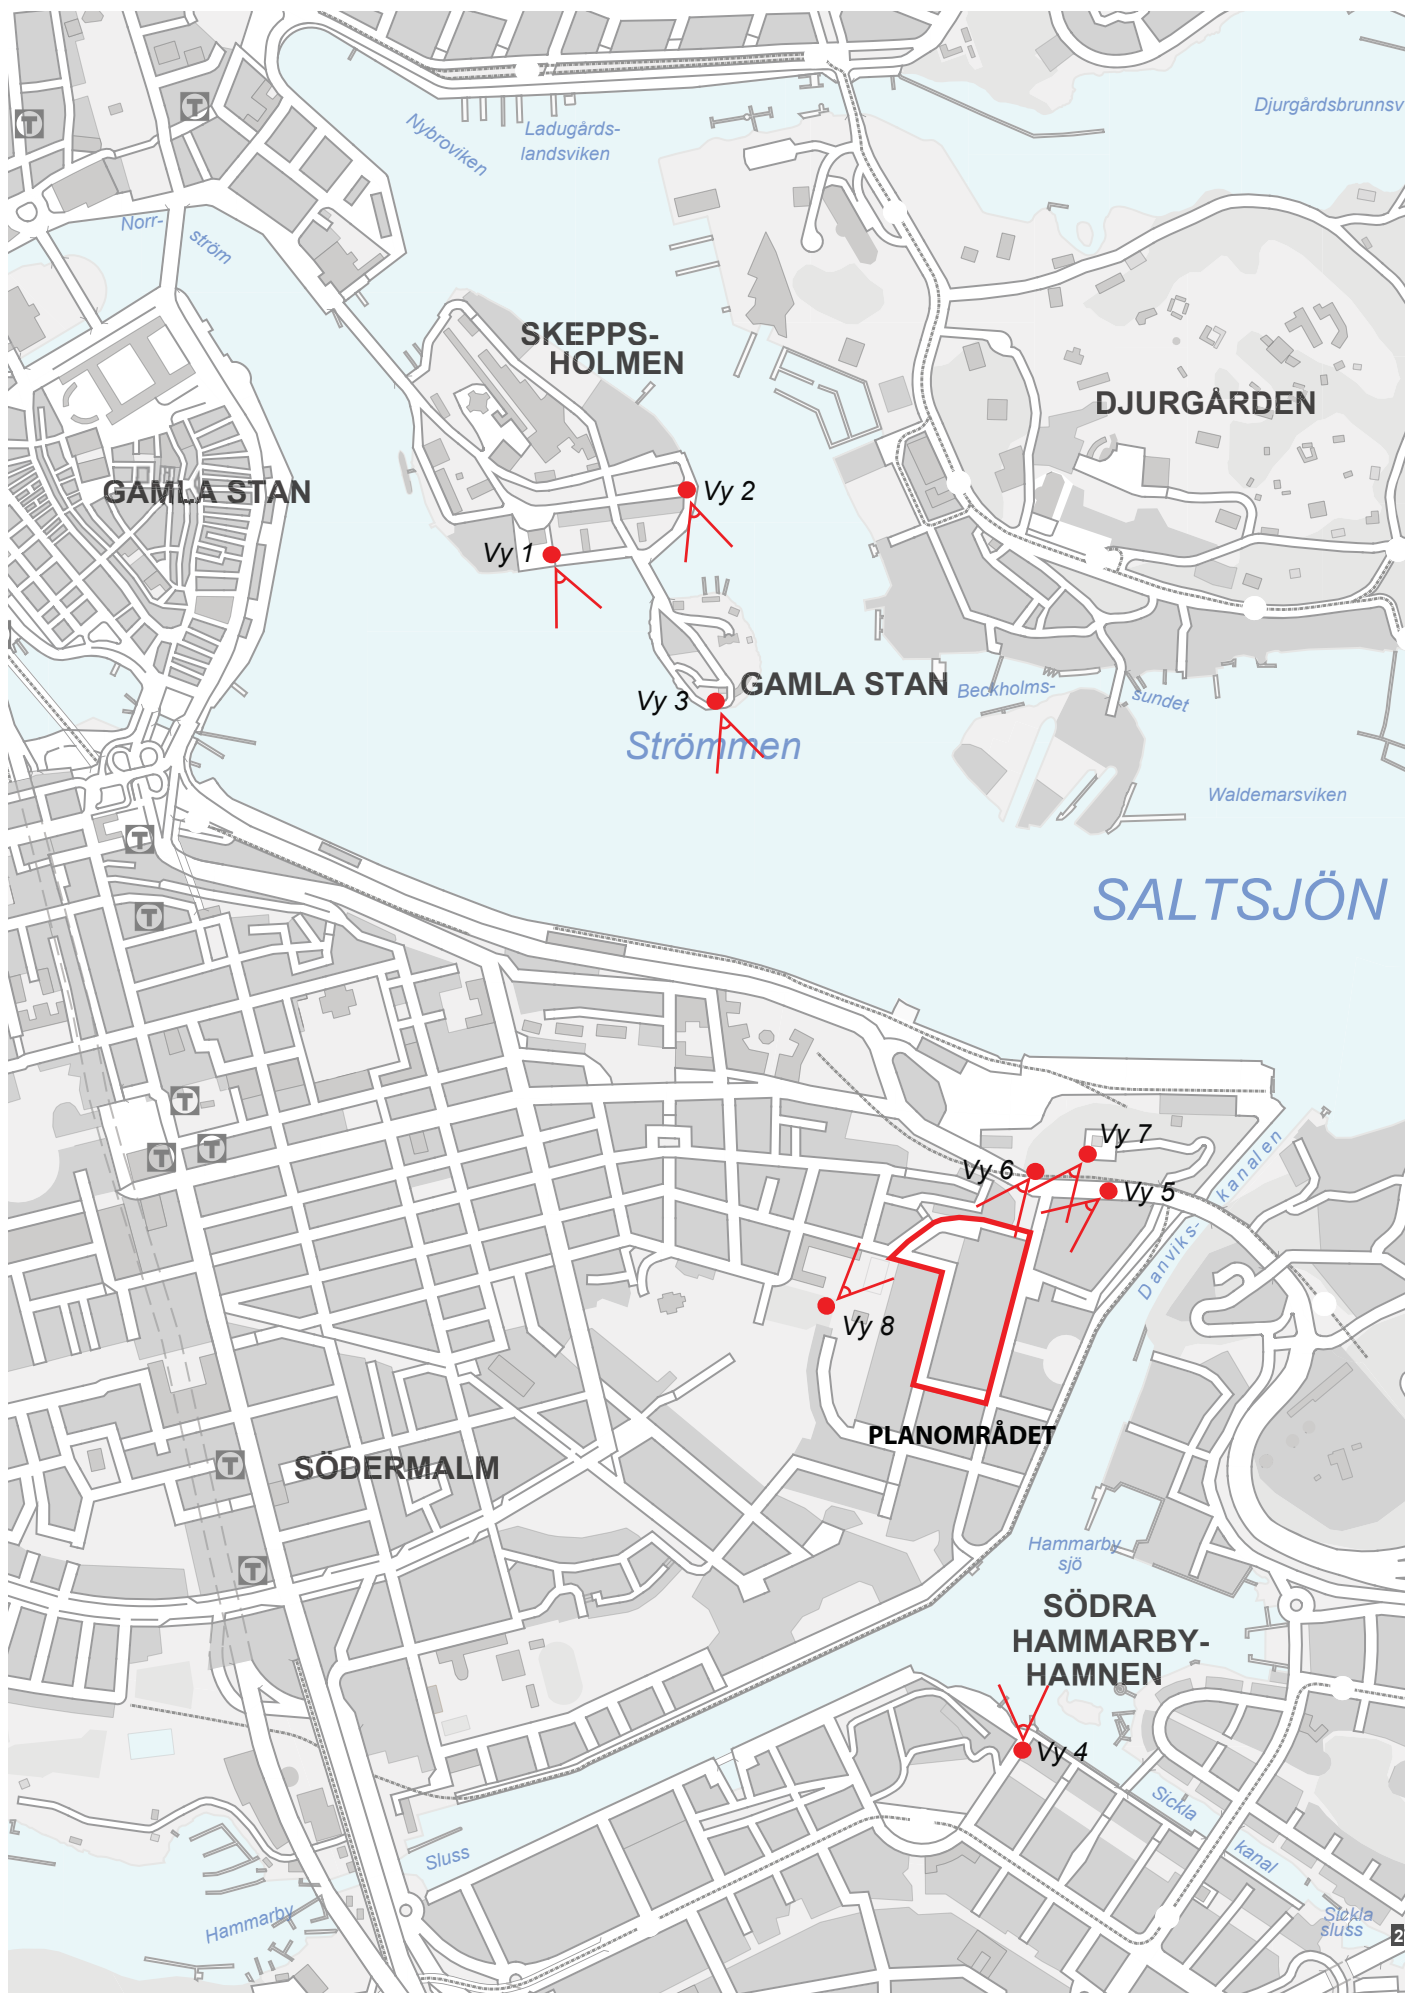 Djurgårdsbrunnsv
Nybroviken
Ladugårds-
landsviken
T
T
Norr-
ström
SKEPPS-
HOLMEN
DJURGÅRDEN
GAMLA STAN
Vy 2
Vy 1
Vy 3
GAMLA STAN
Beckholms-
sundet
Strömmen
Waldemarsviken
T
SALTSJÖN
T
T
T
T
Vy 7
Vy 6
Vy 5
kanalen
Danviks-
Vy 8
PLANOMRÅDET
SÖDERMALM
T
T
Hammarby
sjö
SÖDRA
HAMMARBY-
HAMNEN
Vy 4
Sickla
kanal
Sluss
Hammarby
Sickla
sluss
2